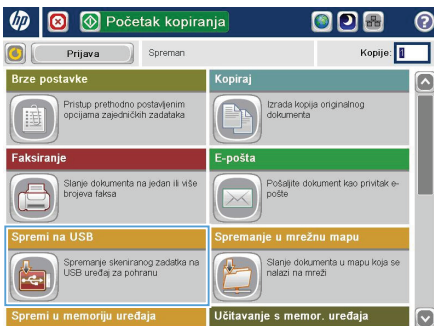 hp
Početak kopiranja
?
Prijava
Spreman
Kopije: 1
Brze postavke
Kopiraj
Pristup prethodno postavljenim
opcijama zajedničkih zadataka
Izrada kopija originalnog
dokumenta
Faksiranje
E-pošta
Slanje dokumenta na jedan ili više
brojeva faksa
Pošaljite dokument kao privitak e-
pošte
Spremi na USB
Spremanje u mrežnu mapu
Spremanje skeniranog zadatka na
USB uređaj za pohranu
Slanje dokumenta u mapu koja se
nalazi na mreži
Spremi u memoriju uređaja
Učitavanje s memor. uređaja